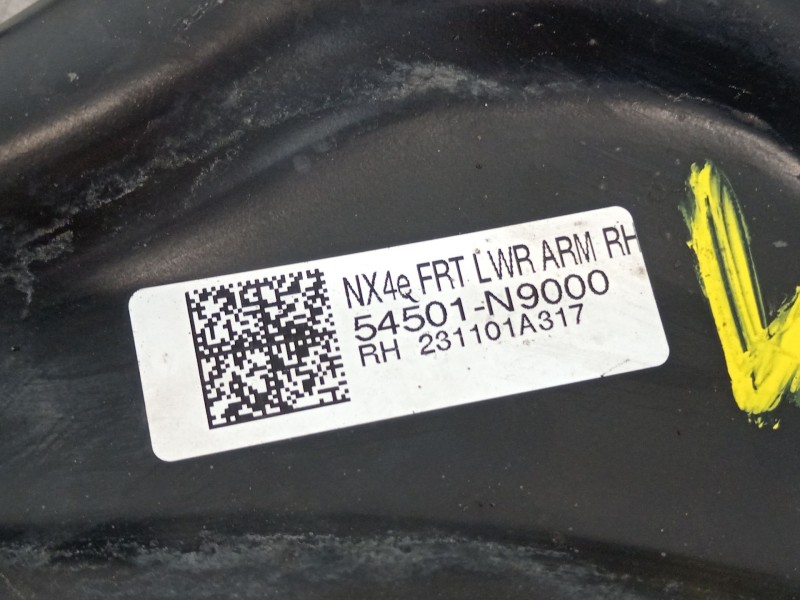 NX4e FRT LWR ARM RH
54501-N9000
RH 231101A317